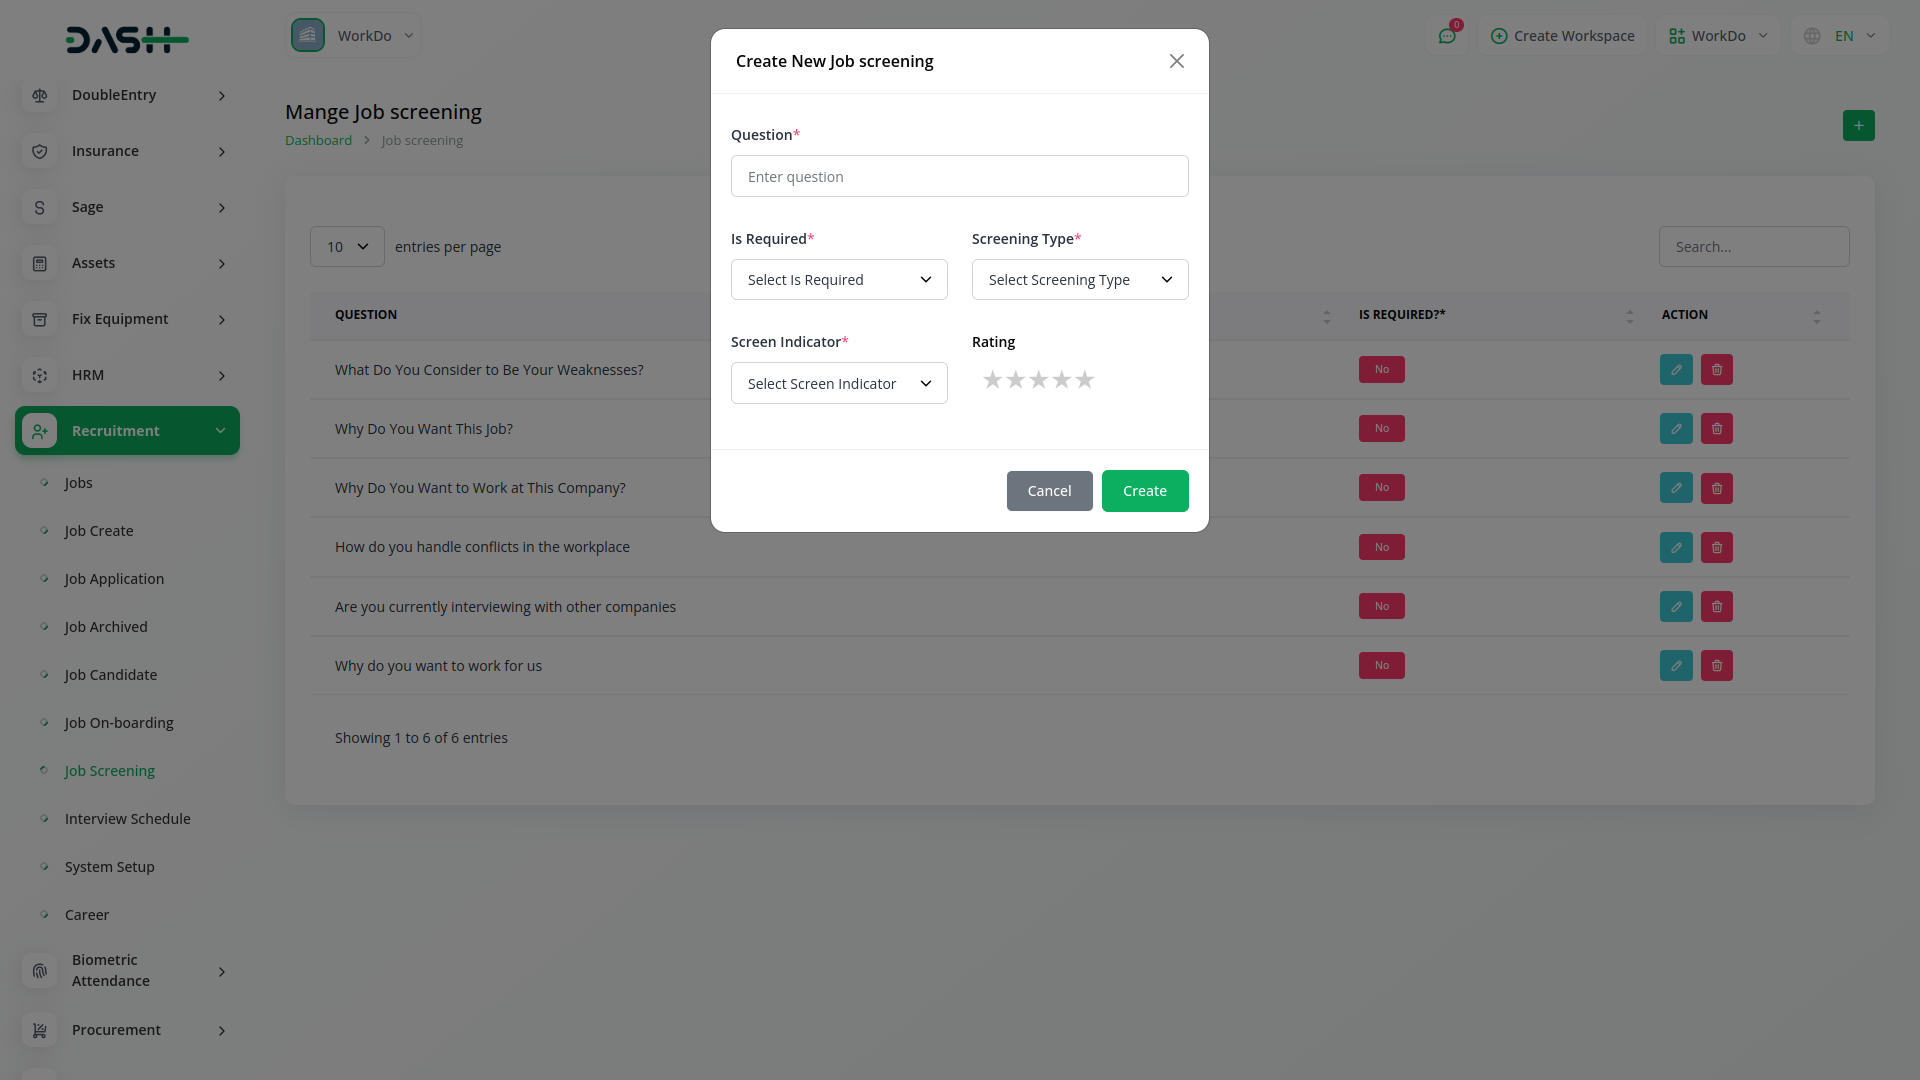 DASH
WorkDo
0
Create Workspace
WorkDo
EN
DoubleEntry
Insurance
S
Sage
Assets
Fix Equipment
HRM
Recruitment
Jobs
Job Create
Job Application
Job Archived
Job Candidate
Job On-boarding
Job Screening
Interview Schedule
System Setup
Career
Biometric
Attendance
Procurement
Mange Job screening
Dashboard > Job screening
10 entries per page
Search...
QUESTION IS REQUIRED?* ACTION
What Do You Consider to Be Your Weaknesses? No
Why Do You Want This Job? No
Why Do You Want to Work at This Company? No
How do you handle conflicts in the workplace No
Are you currently interviewing with other companies No
Why do you want to work for us No
Showing 1 to 6 of 6 entries
Create New Job screening
Question*
Enter question
Is Required* Screening Type*
Select Is Required Select Screening Type
Screen Indicator* Rating
Select Screen Indicator
Cancel Create